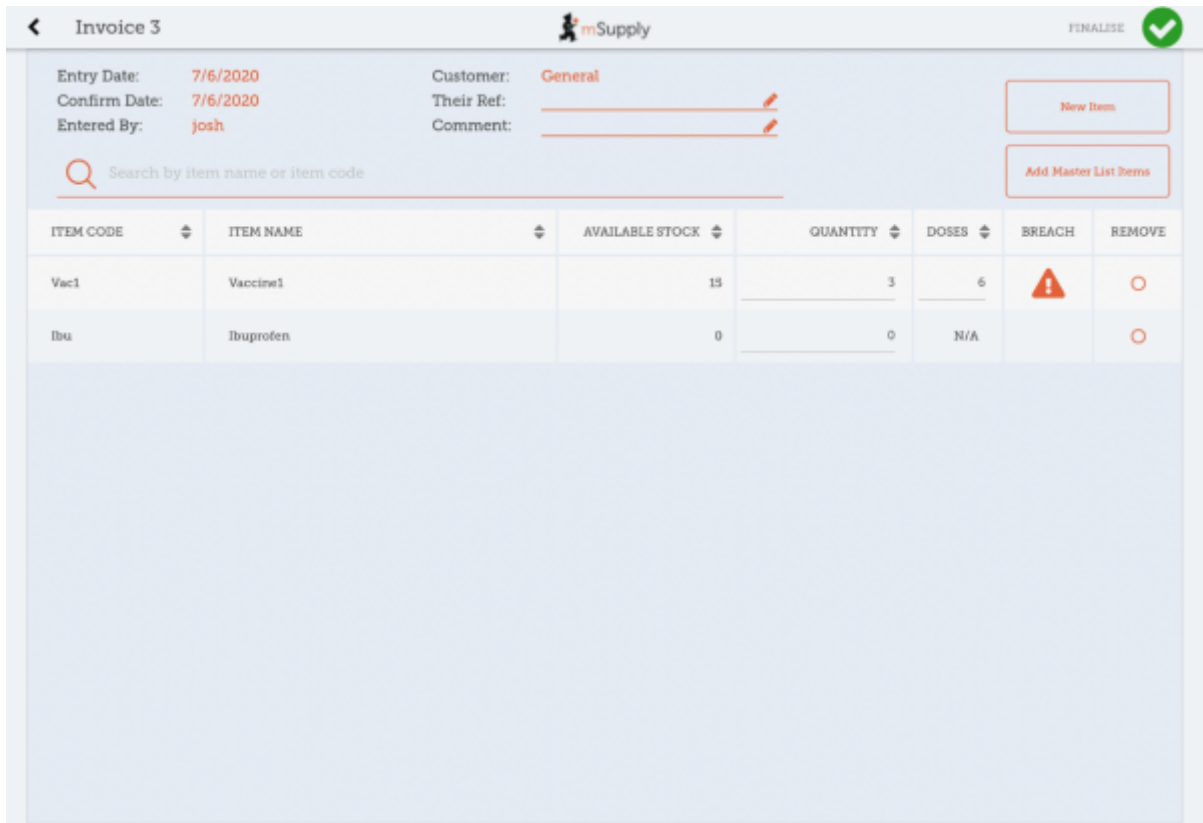 Invoice 3
mSupply
FINALISE
Entry Date: 7/6/2020
Customer: General
Confirm Date: 7/6/2020
Their Ref:
New Item
Entered By: josh
Comment:
Search by item name or item code
Add Master List Items
ITEM CODE ITEM NAME AVAILABLE STOCK QUANTITY DOSES BREACH REMOVE
Vac1 Vaccine1 15 3 6
Ibu Ibuprofen 0 0 N/A